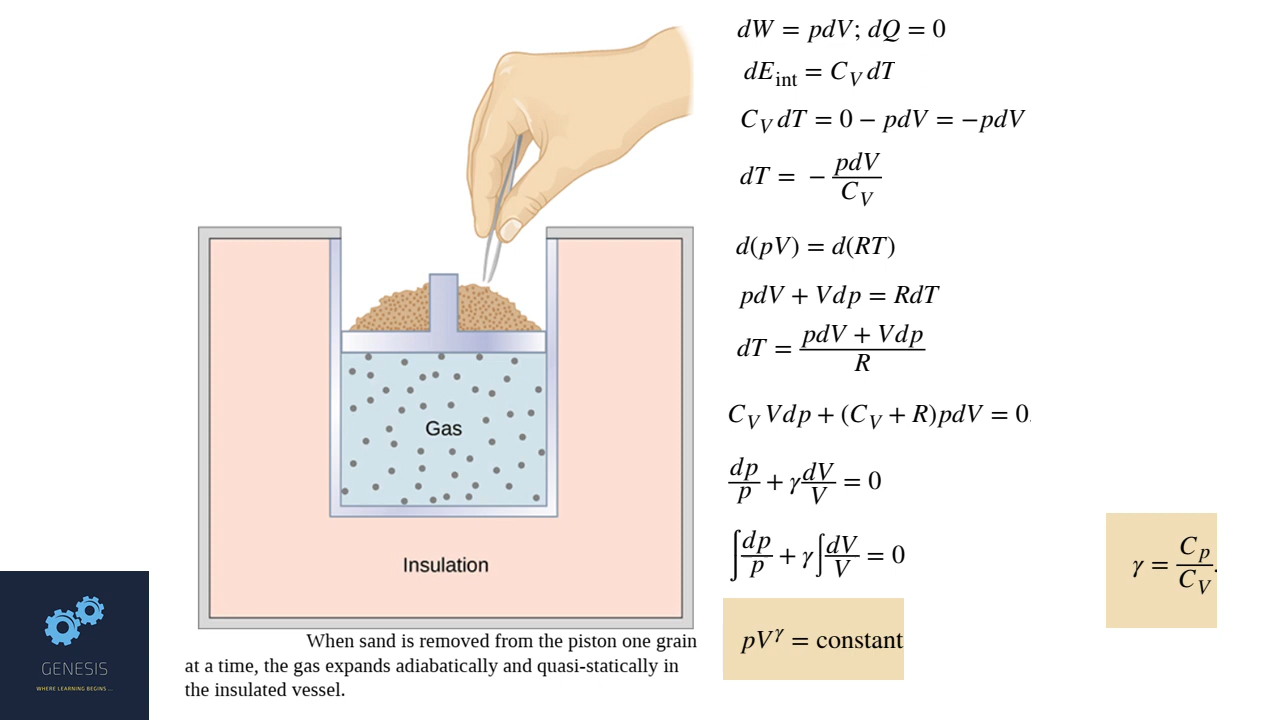 dW = pdV; dQ = 0
dE_int = C_V dT
C_V dT = 0 − pdV = −pdV
dT = − pdV / C_V
d(pV) = d(RT)
pdV + Vdp = RdT
dT = (pdV + Vdp) / R
C_V Vdp + (C_V + R)pdV = 0.
dp/p + γ dV/V = 0
∫ dp/p + γ ∫ dV/V = 0
pV^γ = constant
γ = C_p / C_V.
Gas
Insulation
When sand is removed from the piston one grain
at a time, the gas expands adiabatically and quasi-statically in
the insulated vessel.
GENESIS
WHERE LEARNING BEGINS ...